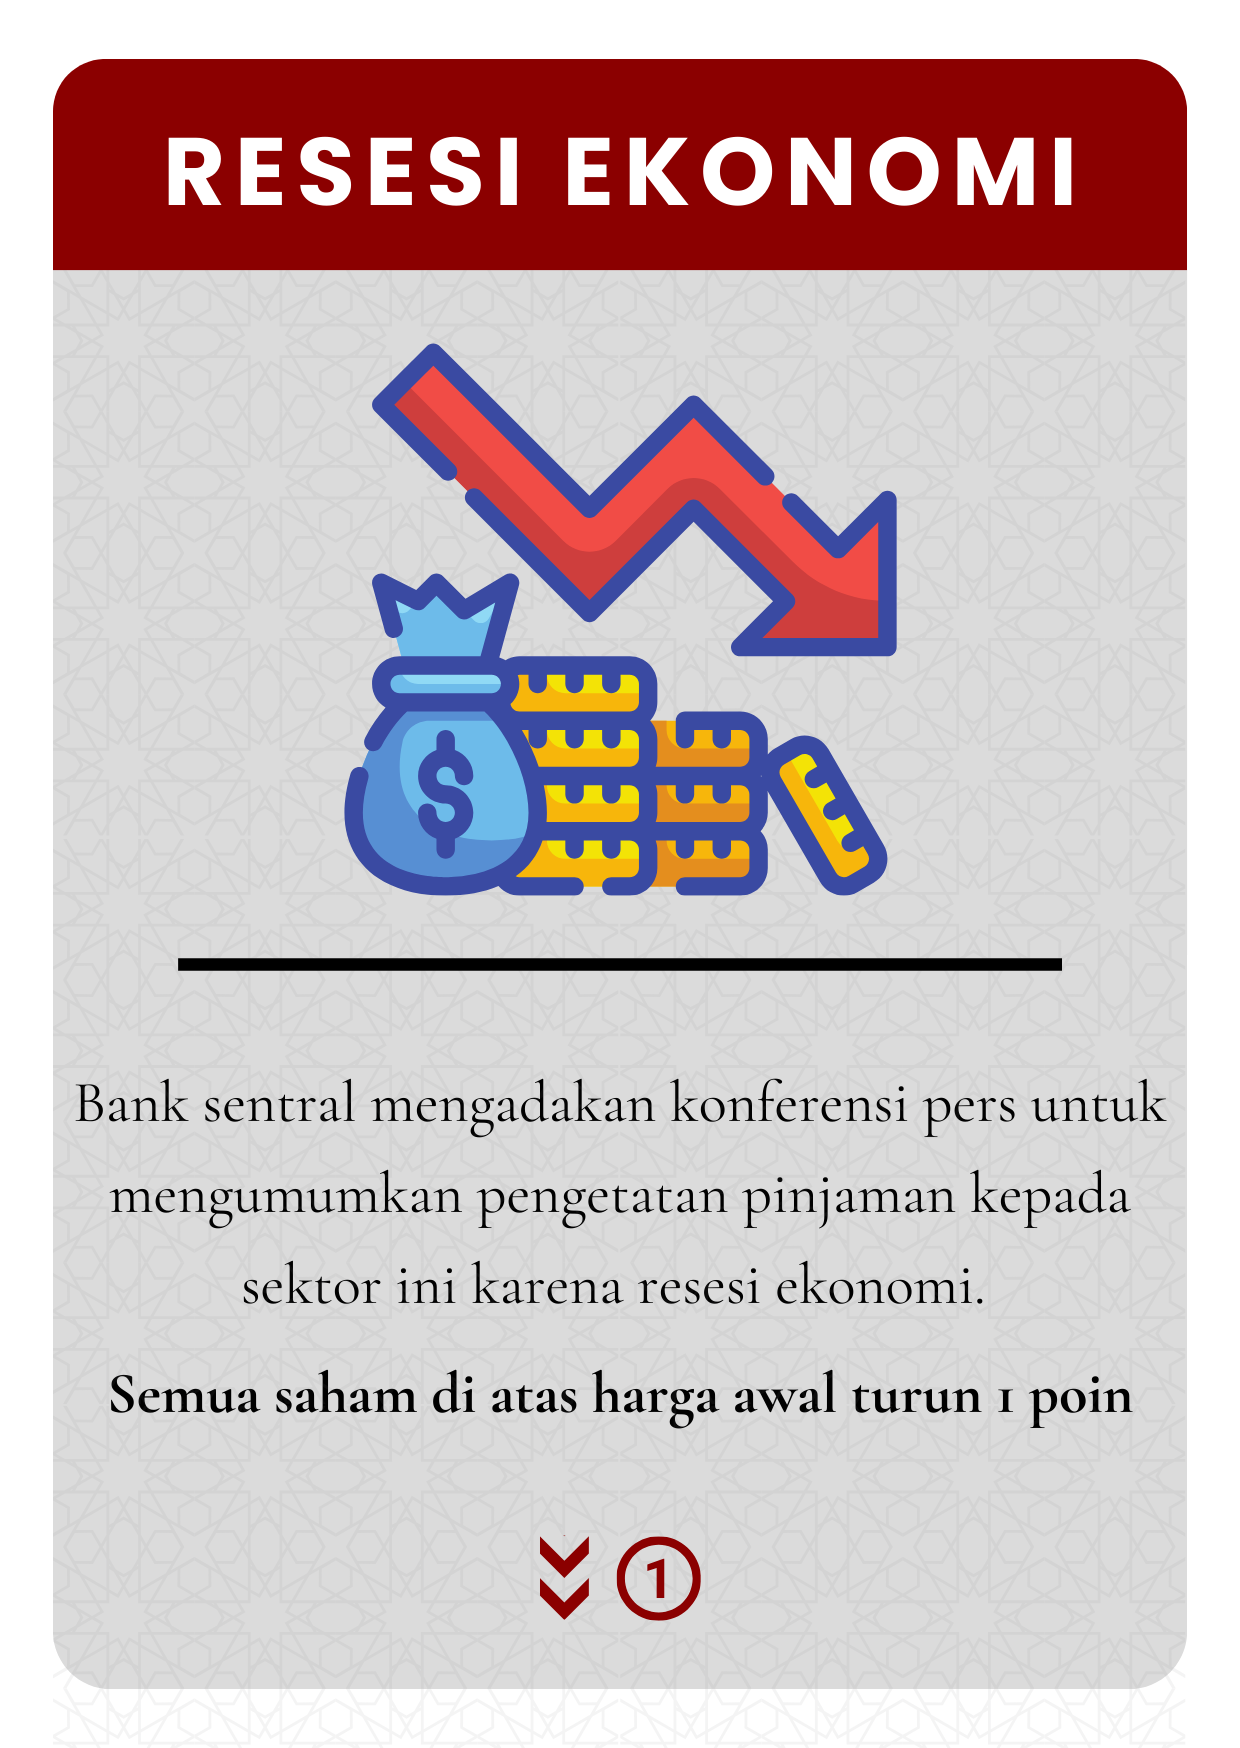 RESESI EKONOMI
$
Bank sentral mengadakan konferensi pers untuk
mengumumkan pengetatan pinjaman kepada
sektor ini karena resesi ekonomi.
Semua saham di atas harga awal turun 1 poin
1